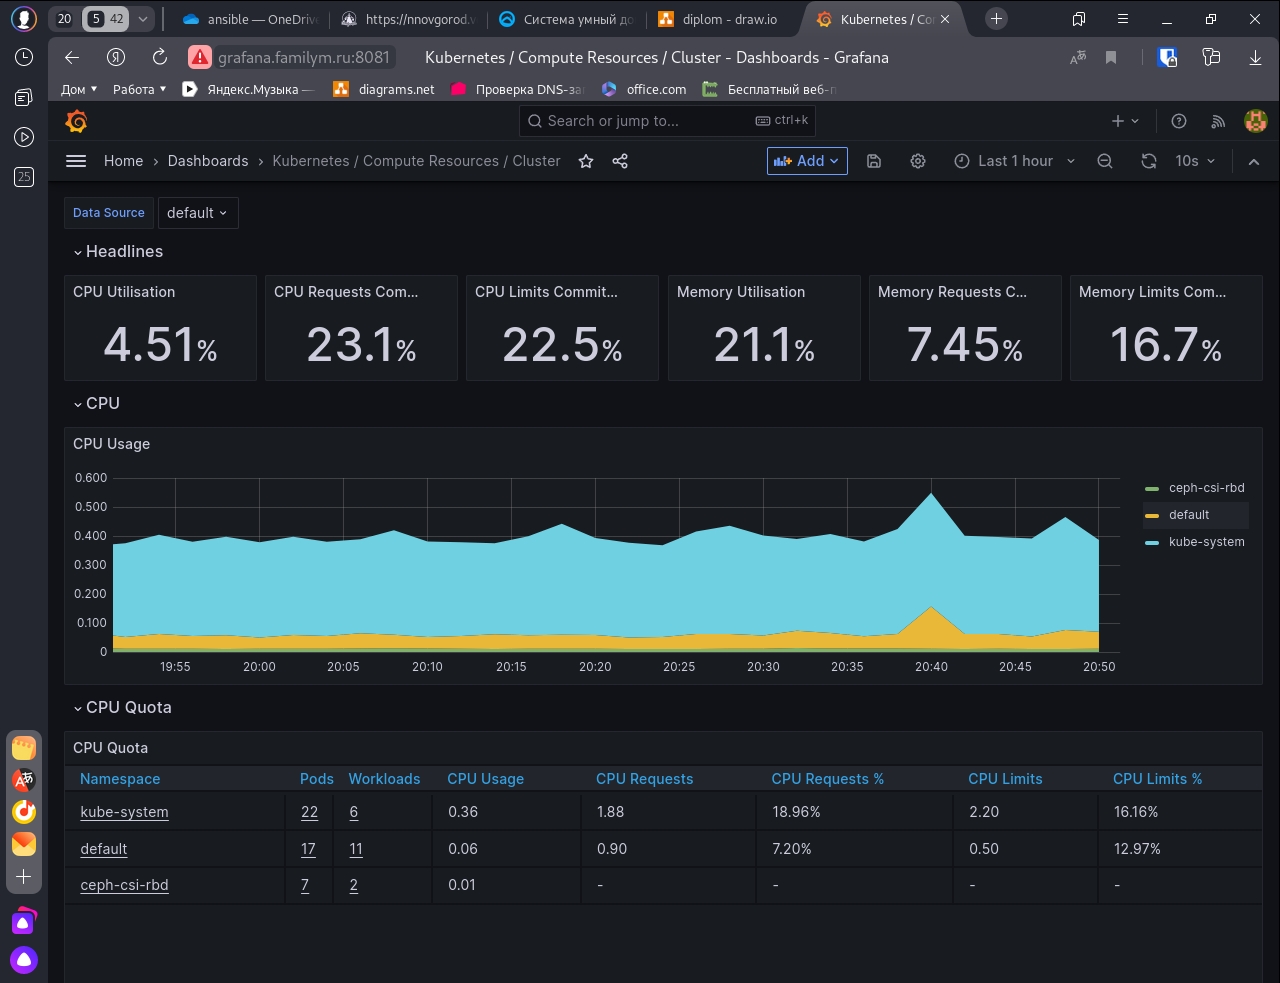 20 5 42 ansible — OneDrive https://nnovgorod. Система умный до diplom - draw.io Kubernetes / Co
grafana.familym.ru:8081 Kubernetes / Compute Resources / Cluster - Dashboards - Grafana
Дом Работа Яндекс.Музыка — diagrams.net Проверка DNS-за office.com Бесплатный веб-
Search or jump to... ctrl+k
25
Home > Dashboards > Kubernetes / Compute Resources / Cluster Add Last 1 hour 10s
Data Source default
Headlines
CPU Utilisation CPU Requests Com... CPU Limits Commit... Memory Utilisation Memory Requests C... Memory Limits Com...
4.51% 23.1% 22.5% 21.1% 7.45% 16.7%
CPU
CPU Usage
0.600
0.500
0.400
0.300
0.200
0.100
0
19:55 20:00 20:05 20:10 20:15 20:20 20:25 20:30 20:35 20:40 20:45 20:50
ceph-csi-rbd
default
kube-system
CPU Quota
CPU Quota
Namespace Pods Workloads CPU Usage CPU Requests CPU Requests % CPU Limits CPU Limits %
kube-system 22 6 0.36 1.88 18.96% 2.20 16.16%
default 17 11 0.06 0.90 7.20% 0.50 12.97%
ceph-csi-rbd 7 2 0.01 - - - -